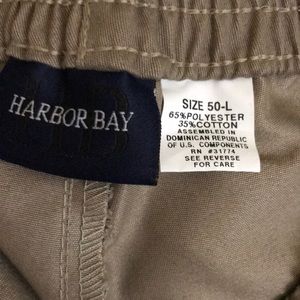 HARBOR BAY
SIZE 50-L
65%POLYESTER
35%COTTON
ASSEMBLED IN
DOMINICAN REPUBLIC
OF U.S. COMPONENTS
RN #31774
SEE REVERSE
FOR CARE